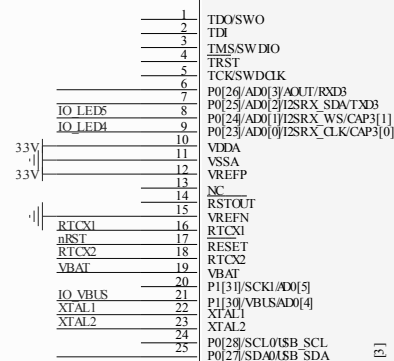 1 TDO/SWO
2 TDI
3 TMS/SWDIO
4 TRST
5 TCK/SWDCLK
6 P0[26]/AD0[3]/AOUT/RXD3
7 P0[25]/AD0[2]/I2SRX_SDA/TXD3
IO_LED5 8 P0[24]/AD0[1]/I2SRX_WS/CAP3[1]
IO_LED4 9 P0[23]/AD0[0]/I2SRX_CLK/CAP3[0]
3.3V 10 VDDA
11 VSSA
3.3V 12 VREFP
13 NC
14 RSTOUT
15 VREFN
RTCX1 16 RTCX1
nRST 17 RESET
RTCX2 18 RTCX2
VBAT 19 VBAT
20 P1[31]/SCK1/AD0[5]
IO_VBUS 21 P1[30]/VBUS/AD0[4]
XTAL1 22 XTAL1
XTAL2 23 XTAL2
24 P0[28]/SCL0/USB_SCL
25 P0[27]/SDA0/USB_SDA
3]